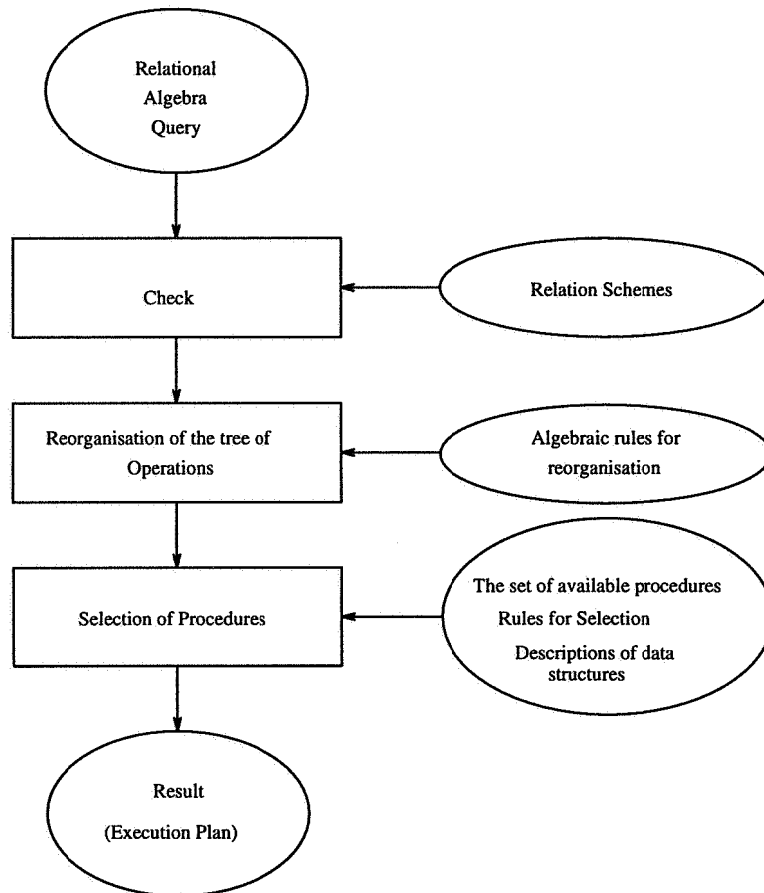 Relational
Algebra
Query
Check
Relation Schemes
Reorganisation of the tree of
Operations
Algebraic rules for
reorganisation
Selection of Procedures
The set of available procedures
Rules for Selection
Descriptions of data
structures
Result
(Execution Plan)